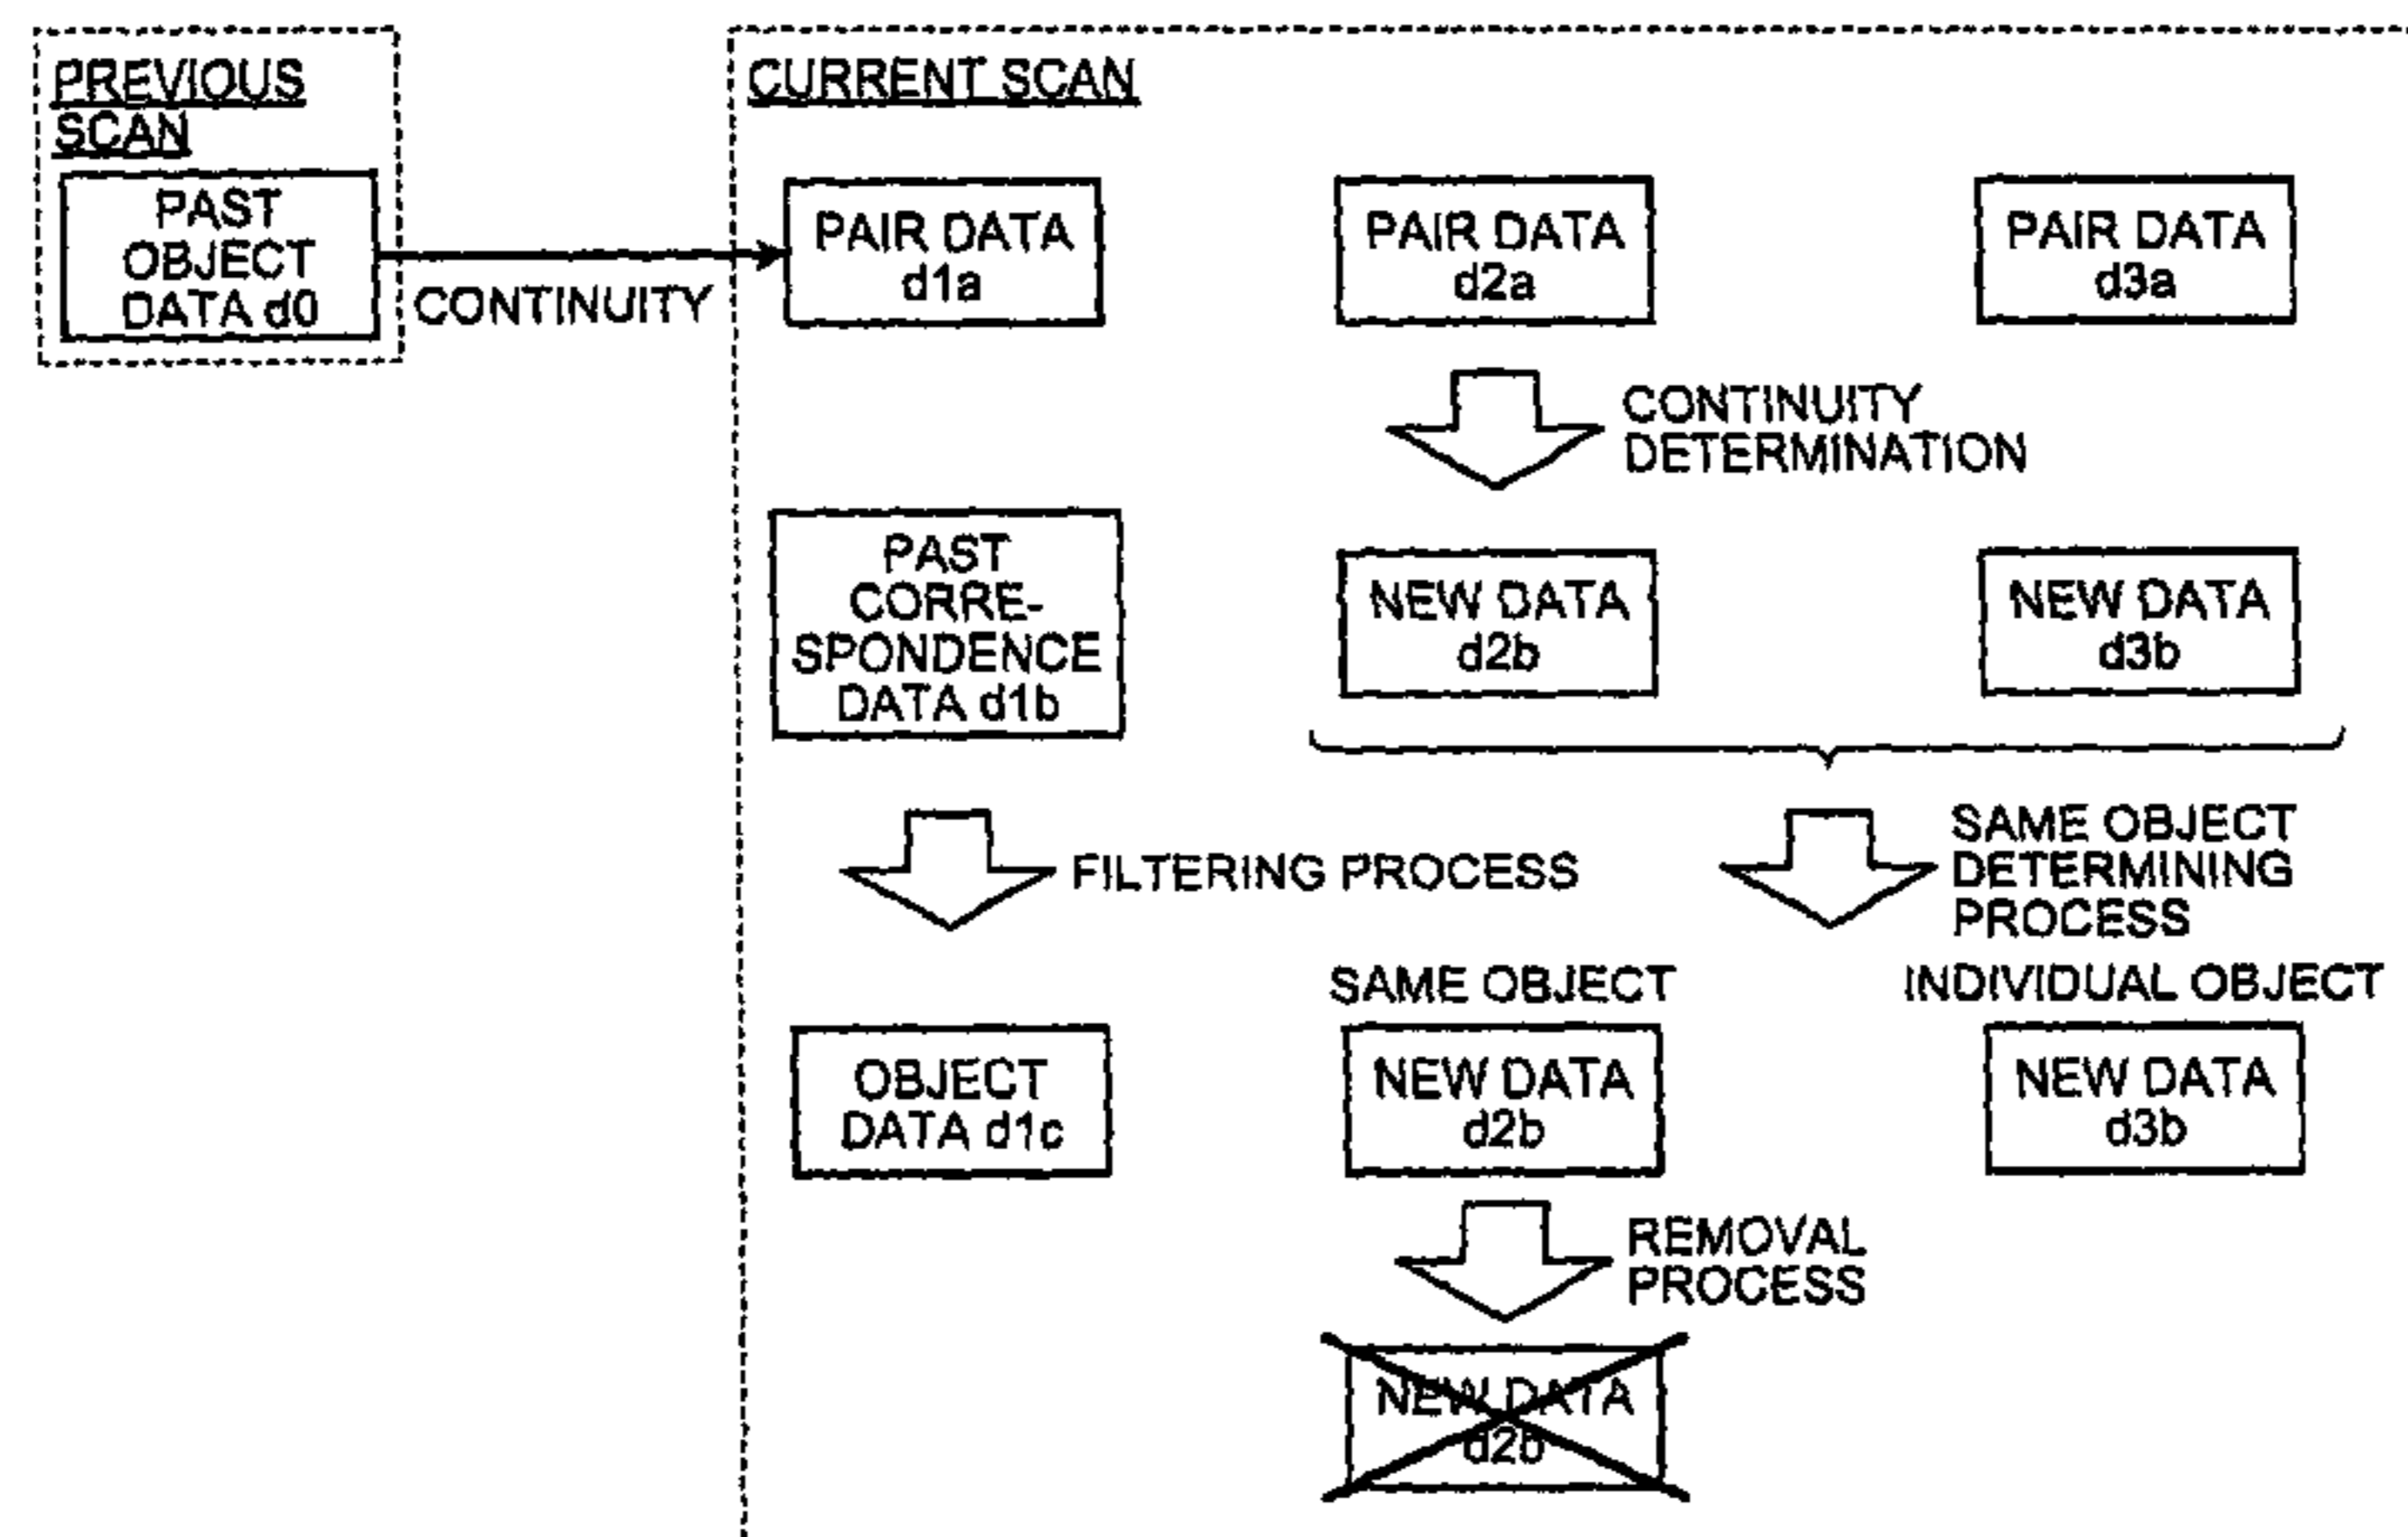 PREVIOUS
SCAN
PAST
OBJECT
DATA d0
CONTINUITY
CURRENT SCAN
PAIR DATA
d1a
PAIR DATA
d2a
PAIR DATA
d3a
CONTINUITY
DETERMINATION
PAST
CORRE-
SPONDENCE
DATA d1b
NEW DATA
d2b
NEW DATA
d3b
FILTERING PROCESS
SAME OBJECT
DETERMINING
PROCESS
OBJECT
DATA d1c
SAME OBJECT
NEW DATA
d2b
INDIVIDUAL OBJECT
NEW DATA
d3b
REMOVAL
PROCESS
NEW DATA
d2b